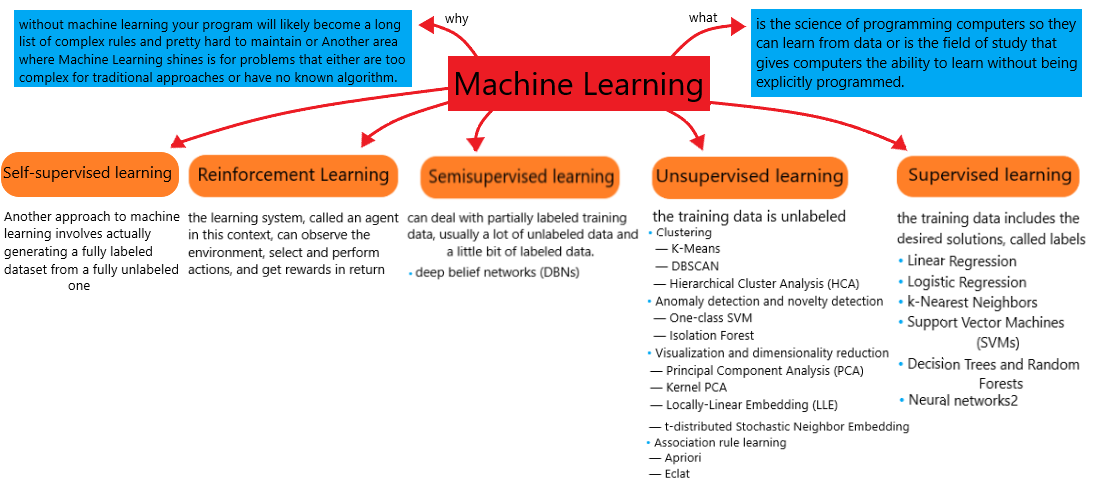 why
what
without machine learning your program will likely become a long
list of complex rules and pretty hard to maintain or Another area
where Machine Learning shines is for problems that either are too
complex for traditional approaches or have no known algorithm.
is the science of programming computers so they
can learn from data or is the field of study that
gives computers the ability to learn without being
explicitly programmed.
Machine Learning
Self-supervised learning
Another approach to machine
learning involves actually
generating a fully labeled
dataset from a fully unlabeled
one
Reinforcement Learning
the learning system, called an agent
in this context, can observe the
environment, select and perform
actions, and get rewards in return
Semisupervised learning
can deal with partially labeled training
data, usually a lot of unlabeled data and
a little bit of labeled data.
• deep belief networks (DBNs)
Unsupervised learning
the training data is unlabeled
• Clustering
— K-Means
— DBSCAN
— Hierarchical Cluster Analysis (HCA)
• Anomaly detection and novelty detection
— One-class SVM
— Isolation Forest
• Visualization and dimensionality reduction
— Principal Component Analysis (PCA)
— Kernel PCA
— Locally-Linear Embedding (LLE)
— t-distributed Stochastic Neighbor Embedding
• Association rule learning
— Apriori
— Eclat
Supervised learning
the training data includes the
desired solutions, called labels
• Linear Regression
• Logistic Regression
• k-Nearest Neighbors
• Support Vector Machines
(SVMs)
• Decision Trees and Random
Forests
• Neural networks2